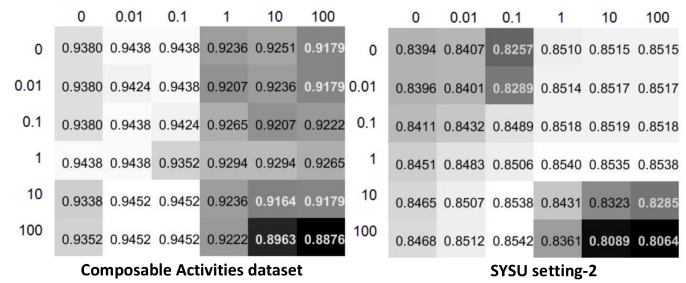 0 0.01 0.1 1 10 100
0 0.9380 0.9438 0.9438 0.9236 0.9251 0.9179
0.01 0.9380 0.9424 0.9438 0.9207 0.9236 0.9179
0.1 0.9380 0.9438 0.9424 0.9265 0.9207 0.9222
1 0.9438 0.9438 0.9352 0.9294 0.9294 0.9265
10 0.9338 0.9452 0.9452 0.9236 0.9164 0.9179
100 0.9352 0.9452 0.9452 0.9222 0.8963 0.8876
Composable Activities dataset
0 0.01 0.1 1 10 100
0 0.8394 0.8407 0.8257 0.8510 0.8515 0.8515
0.01 0.8396 0.8401 0.8289 0.8514 0.8517 0.8517
0.1 0.8411 0.8432 0.8489 0.8518 0.8519 0.8518
1 0.8451 0.8483 0.8506 0.8540 0.8535 0.8538
10 0.8465 0.8507 0.8538 0.8431 0.8323 0.8285
100 0.8468 0.8512 0.8542 0.8361 0.8089 0.8064
SYSU setting-2